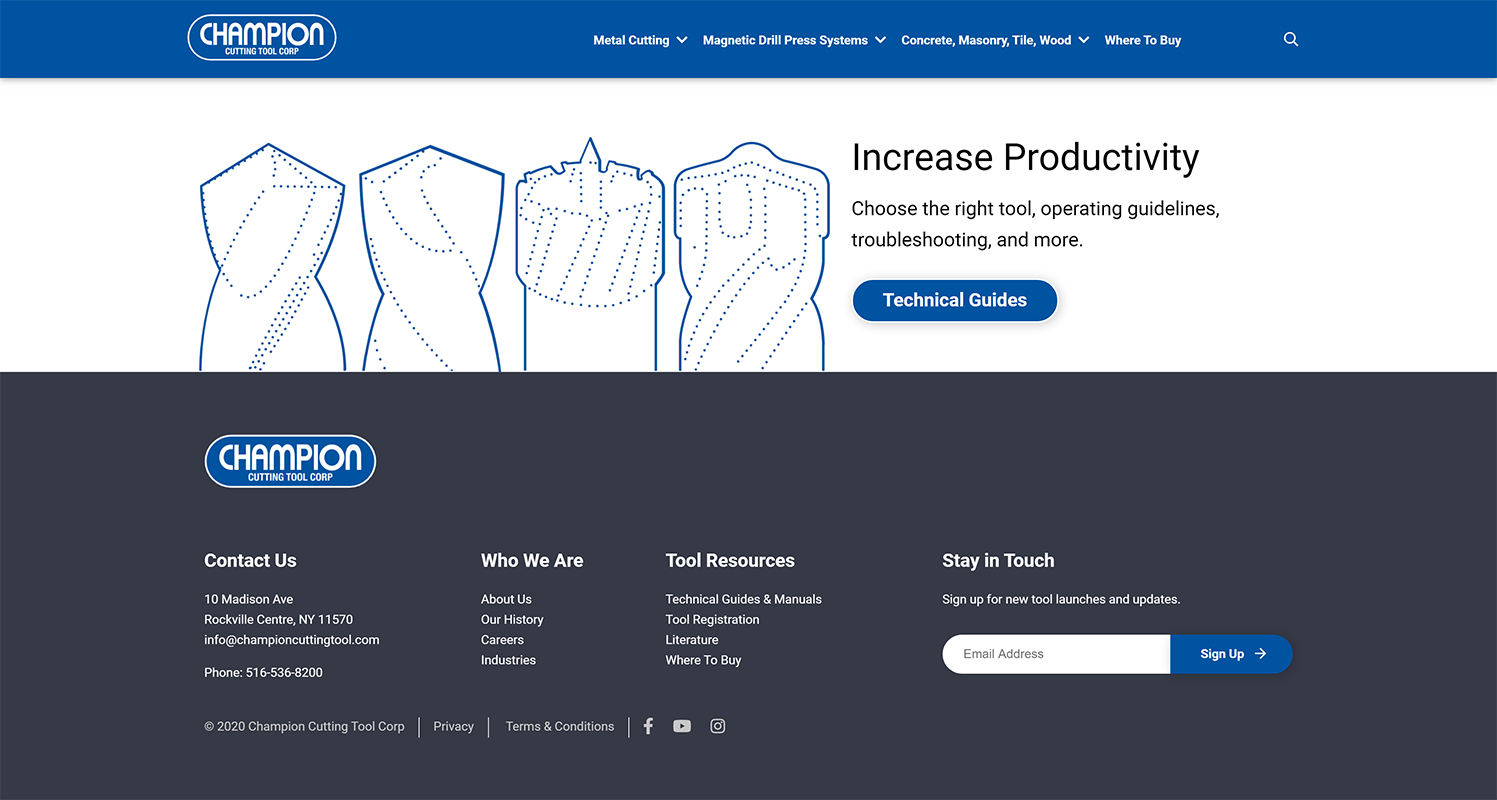 CHAMPION
CUTTING TOOL CORP
Metal Cutting
Magnetic Drill Press Systems
Concrete, Masonry, Tile, Wood
Where To Buy
Increase Productivity
Choose the right tool, operating guidelines,
troubleshooting, and more.
Technical Guides
CHAMPION
CUTTING TOOL CORP
Contact Us
10 Madison Ave
Rockville Centre, NY 11570
info@championcuttingtool.com
Phone: 516-536-8200
Who We Are
About Us
Our History
Careers
Industries
Tool Resources
Technical Guides & Manuals
Tool Registration
Literature
Where To Buy
Stay in Touch
Sign up for new tool launches and updates.
Email Address
Sign Up
© 2020 Champion Cutting Tool Corp
Privacy
Terms & Conditions